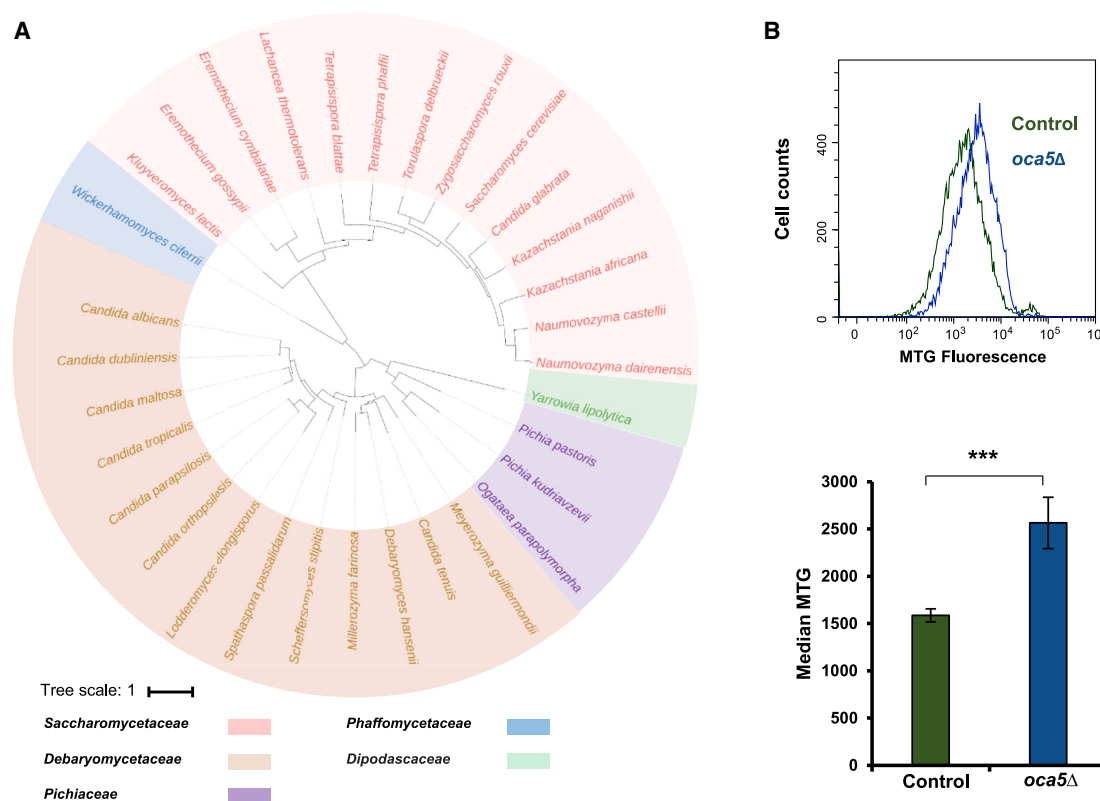 A
Kluyveromyces lactis
Eremothecium gossypii
Eremothecium cymbalariae
Lachancea thermotolerans
Tetrapisispora blattae
Tetrapisispora phaffii
Torulaspora delbrueckii
Zygosaccharomyces rouxii
Saccharomyces cerevisiae
Candida glabrata
Kazachstania naganishii
Kazachstania africana
Naumovozyma castellii
Naumovozyma dairenensis
Yarrowia lipolytica
Pichia pastoris
Pichia kudriavzevii
Ogataea parapolymorpha
Meyerozyma guilliermondii
Candida tenuis
Debaryomyces hansenii
Millerozyma farinosa
Scheffersomyces stipitis
Spathaspora passalidarum
Lodderomyces elongisporus
Candida orthopsilosis
Candida parapsilosis
Candida tropicalis
Candida maltosa
Candida dubliniensis
Candida albicans
Wickerhamomyces ciferrii
Tree scale: 1
Saccharomycetaceae
Debaryomycetaceae
Pichiaceae
Phaffomycetaceae
Dipodascaceae
B
Cell counts
400
200
0
Control
oca5Δ
0 10² 10³ 10⁴ 10⁵ 10
MTG Fluorescence
***
Median MTG
3000
2500
2000
1500
1000
500
0
Control oca5Δ